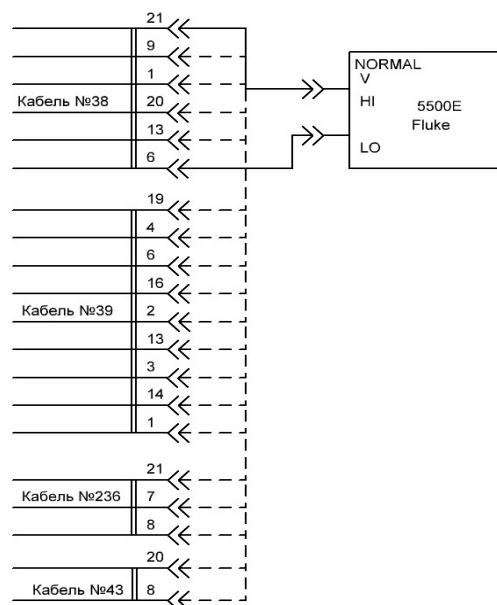 21
9
1
Кабель №38
20
13
6
NORMAL
V
HI
5500E
Fluke
LO
19
4
6
16
Кабель №39
2
13
3
14
1
21
Кабель №236
7
8
20
Кабель №43
8